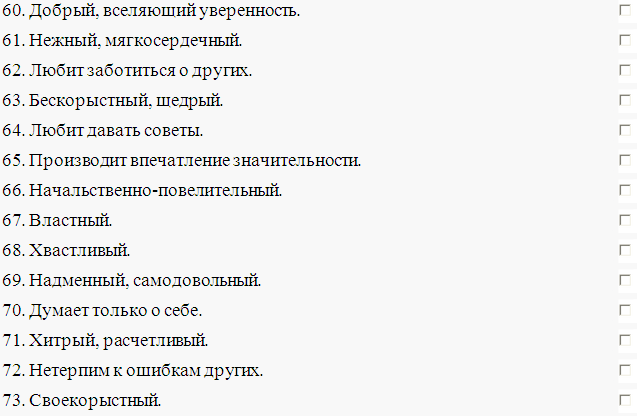 60. Добрый, вселяющий уверенность.
61. Нежный, мягкосердечный.
62. Любит заботиться о других.
63. Бескорыстный, щедрый.
64. Любит давать советы.
65. Производит впечатление значительности.
66. Начальственно-повелительный.
67. Властный.
68. Хвастливый.
69. Надменный, самодовольный.
70. Думает только о себе.
71. Хитрый, расчетливый.
72. Нетерпим к ошибкам других.
73. Своекорыстный.